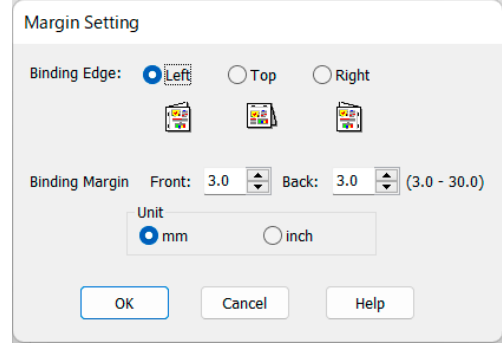 Margin Setting
Binding Edge: Left Top Right
Binding Margin Front: 3.0 Back: 3.0 (3.0 - 30.0)
Unit
mm inch
OK Cancel Help